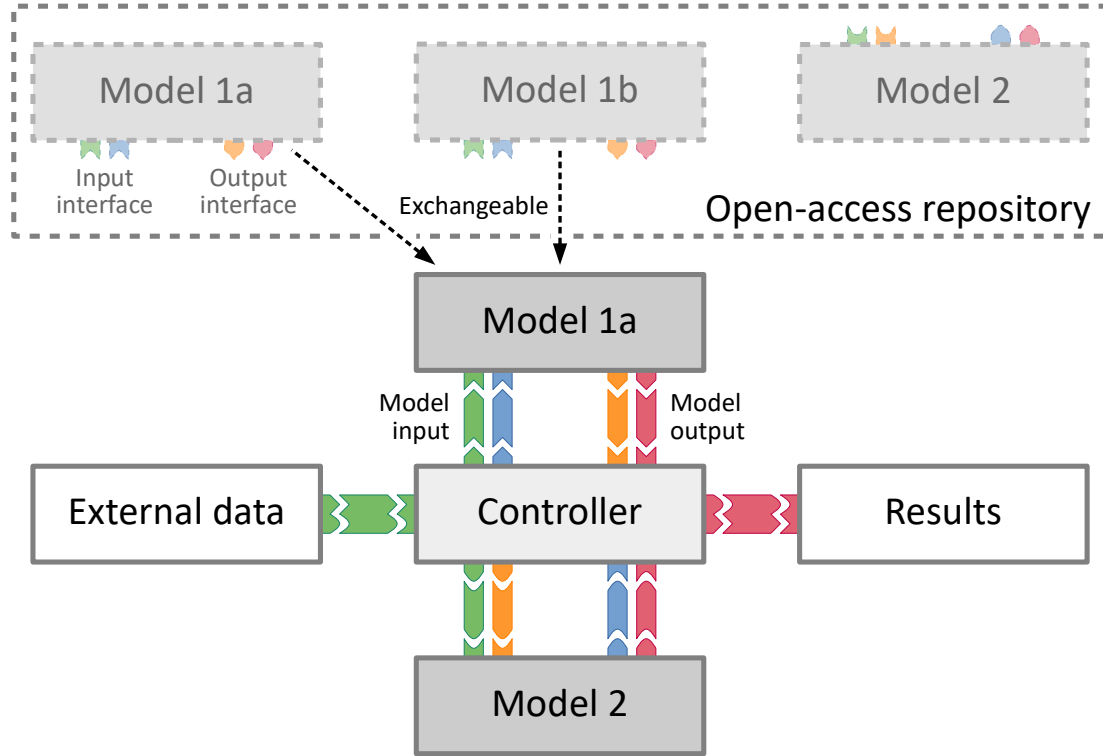 Model 1a
Model 1b
Model 2
Input
interface
Output
interface
Exchangeable
Open-access repository
Model 1a
Model
input
Model
output
External data
Controller
Results
Model 2